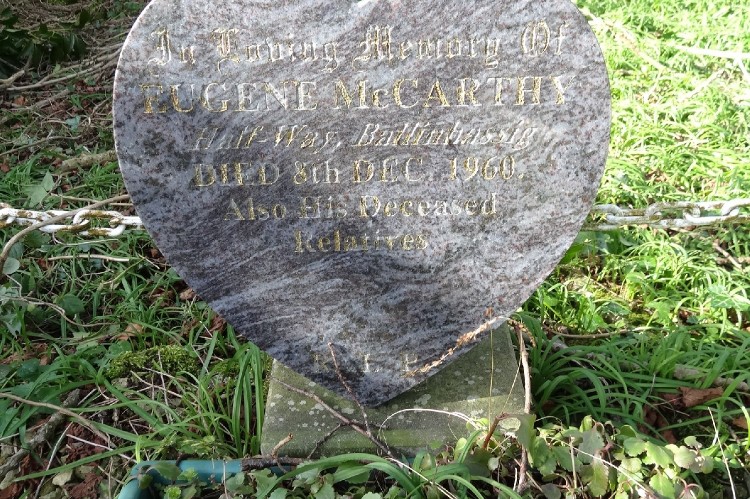 In Loving Memory Of
EUGENE McCARTHY
Half-Way, Ballinhassig
DIED 8th DEC. 1960.
Also His Deceased
Relatives
R. I. P.